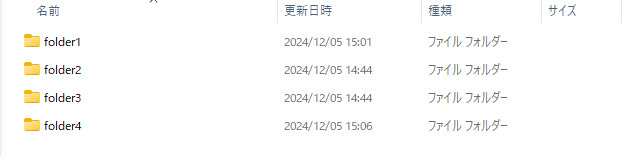 名前 更新日時 種類 サイズ
folder1 2024/12/05 15:01 ファイル フォルダー
folder2 2024/12/05 14:44 ファイル フォルダー
folder3 2024/12/05 14:44 ファイル フォルダー
folder4 2024/12/05 15:06 ファイル フォルダー